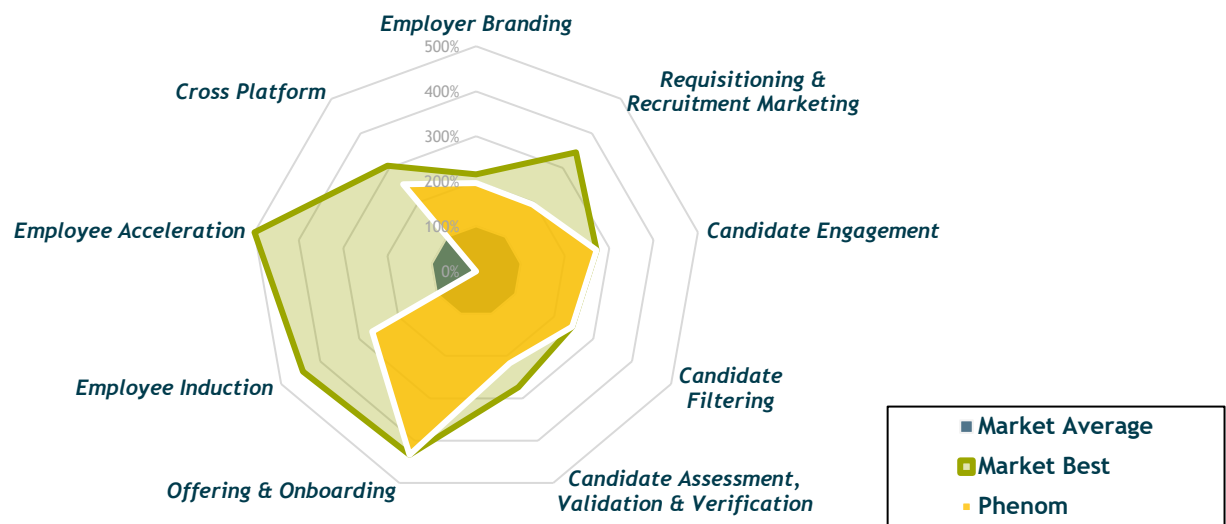 Employer Branding
500%
Cross Platform
400%
Requisitioning &
Recruitment Marketing
300%
200%
Employee Acceleration
100%
Candidate Engagement
0%
Employee Induction
Candidate
Filtering
Offering & Onboarding
Candidate Assessment,
Validation & Verification
Market Average
Market Best
Phenom